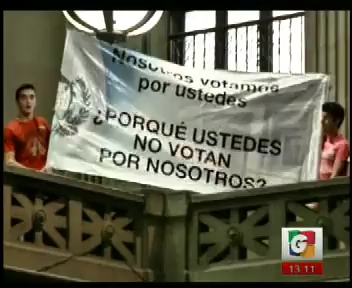 Nosotros votamos
por ustedes
¿PORQUÉ USTEDES
NO VOTAN
POR NOSOTROS?
G
13:11